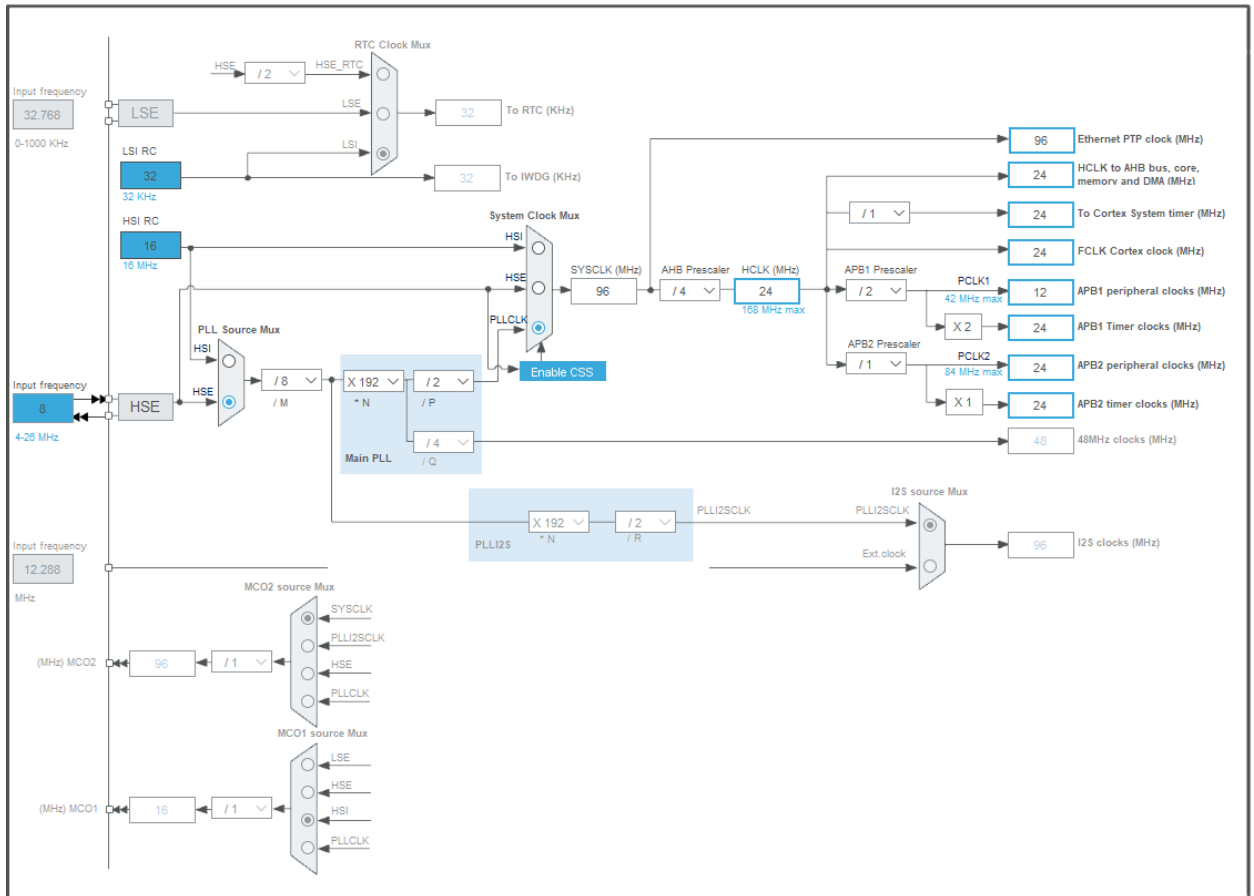 RTC Clock Mux
HSE
/ 2
HSE_RTC
Input frequency
32.768
0-1000 KHz
LSE
LSE
32
To RTC (KHz)
LSI RC
32
32 KHz
LSI
32
To IWDG (KHz)
HSI RC
16
16 MHz
System Clock Mux
HSI
HSE
PLLCLK
Enable CSS
SYSCLK (MHz)
96
AHB Prescaler
/ 4
HCLK (MHz)
24
168 MHz max
96
Ethernet PTP clock (MHz)
24
HCLK to AHB bus, core,
memory and DMA (MHz)
/ 1
24
To Cortex System timer (MHz)
24
FCLK Cortex clock (MHz)
APB1 Prescaler
/ 2
PCLK1
42 MHz max
12
APB1 peripheral clocks (MHz)
X 2
24
APB1 Timer clocks (MHz)
APB2 Prescaler
/ 1
PCLK2
84 MHz max
24
APB2 peripheral clocks (MHz)
X 1
24
APB2 timer clocks (MHz)
PLL Source Mux
HSI
HSE
Input frequency
8
4-26 MHz
HSE
/ 8
/ M
X 192
* N
/ 2
/ P
/ 4
/ Q
Main PLL
48
48MHz clocks (MHz)
X 192
* N
/ 2
/ R
PLLI2S
PLLI2SCLK
I2S source Mux
PLLI2SCLK
Ext.clock
96
I2S clocks (MHz)
Input frequency
12.288
MHz
MCO2 source Mux
SYSCLK
PLLI2SCLK
HSE
PLLCLK
(MHz) MCO2
96
/ 1
MCO1 source Mux
LSE
HSE
HSI
PLLCLK
(MHz) MCO1
16
/ 1